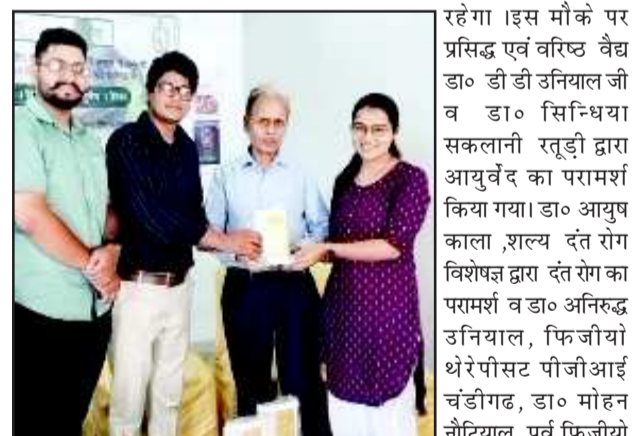 रहेगा ।इस मौके पर
प्रसिद्ध एवं वरिष्ठ वैद्य
डा० डी डी उनियाल जी
व डा० सिन्धिया
सकलानी रतूड़ी द्वारा
आयुर्वेद का परामर्श
किया गया। डा० आयुष
काला ,शल्य दंत रोग
विशेषज्ञ द्वारा दंत रोग का
परामर्श व डा० अनिरुद्ध
उनियाल, फिजीयो
थेरेपीसट पीजीआई
चंडीगढ, डा० मोहन
नौटियाल, पूर्व फिजीयो